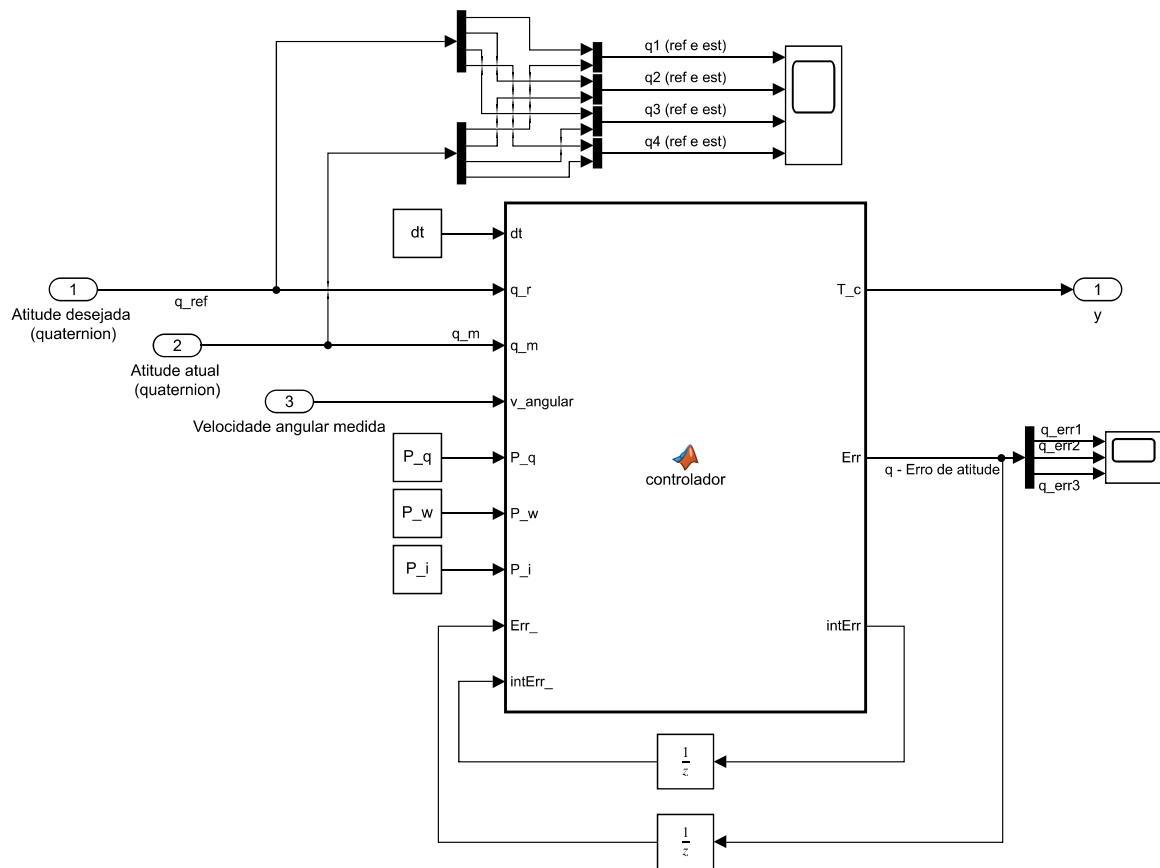 q1 (ref e est)
q2 (ref e est)
q3 (ref e est)
q4 (ref e est)
dt
dt
1
q_ref
Atitude desejada
(quaternion)
q_r
T_c
1
y
2
q_m
Atitude atual
(quaternion)
q_m
3
Velocidade angular medida
v_angular
P_q
P_q
controlador
Err
q - Erro de atitude
q_err1
q_err2
q_err3
P_w
P_w
P_i
P_i
Err_
intErr
intErr_
1
z
1
z